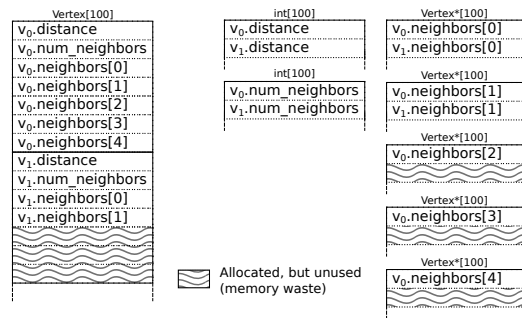 Vertex[100]
v₀.distance
v₀.num_neighbors
v₀.neighbors[0]
v₀.neighbors[1]
v₀.neighbors[2]
v₀.neighbors[3]
v₀.neighbors[4]
v₁.distance
v₁.num_neighbors
v₁.neighbors[0]
v₁.neighbors[1]
int[100]
v₀.distance
v₁.distance
int[100]
v₀.num_neighbors
v₁.num_neighbors
Vertex*[100]
v₀.neighbors[0]
v₁.neighbors[0]
Vertex*[100]
v₀.neighbors[1]
v₁.neighbors[1]
Vertex*[100]
v₀.neighbors[2]
Vertex*[100]
v₀.neighbors[3]
Vertex*[100]
v₀.neighbors[4]
Allocated, but unused
(memory waste)